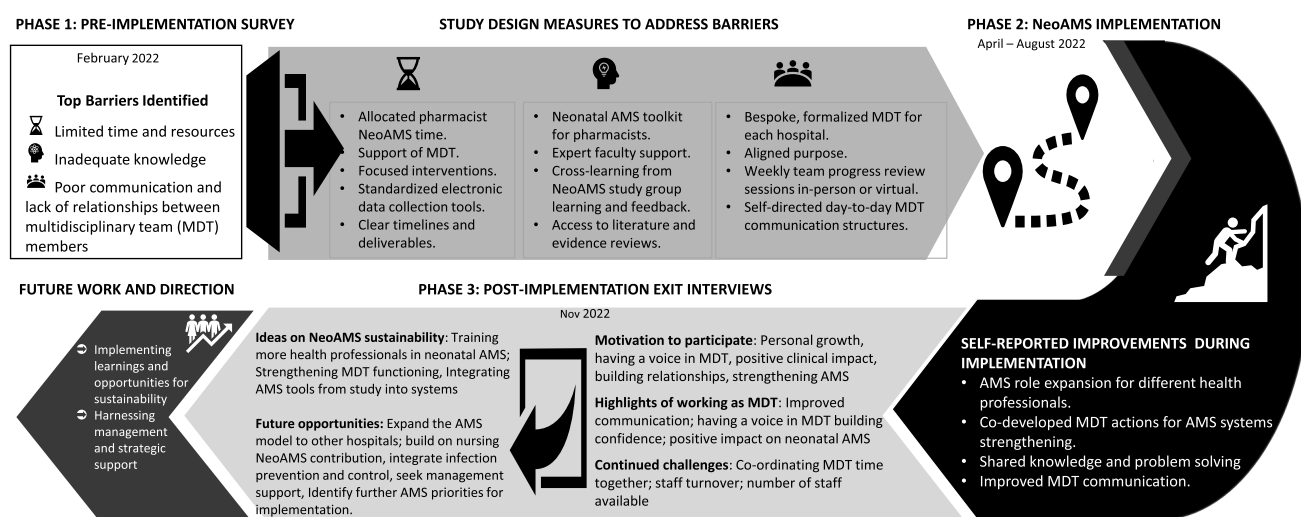 PHASE 1: PRE-IMPLEMENTATION SURVEY
February 2022
Top Barriers Identified
Limited time and resources
Inadequate knowledge
Poor communication and
lack of relationships between
multidisciplinary team (MDT)
members
STUDY DESIGN MEASURES TO ADDRESS BARRIERS
• Allocated pharmacist
NeoAMS time.
• Support of MDT.
• Focused interventions.
• Standardized electronic
data collection tools.
• Clear timelines and
deliverables.
• Neonatal AMS toolkit
for pharmacists.
• Expert faculty support.
• Cross-learning from
NeoAMS study group
learning and feedback.
• Access to literature and
evidence reviews.
• Bespoke, formalized MDT for
each hospital.
• Aligned purpose.
• Weekly team progress review
sessions in-person or virtual.
• Self-directed day-to-day MDT
communication structures.
PHASE 2: NeoAMS IMPLEMENTATION
April – August 2022
SELF-REPORTED IMPROVEMENTS DURING
IMPLEMENTATION
• AMS role expansion for different health
professionals.
• Co-developed MDT actions for AMS systems
strengthening.
• Shared knowledge and problem solving
• Improved MDT communication.
PHASE 3: POST-IMPLEMENTATION EXIT INTERVIEWS
Nov 2022
Motivation to participate: Personal growth,
having a voice in MDT, positive clinical impact,
building relationships, strengthening AMS
Highlights of working as MDT: Improved
communication; having a voice in MDT building
confidence; positive impact on neonatal AMS
Continued challenges: Co-ordinating MDT time
together; staff turnover; number of staff
available
Ideas on NeoAMS sustainability: Training
more health professionals in neonatal AMS;
Strengthening MDT functioning, Integrating
AMS tools from study into systems
Future opportunities: Expand the AMS
model to other hospitals; build on nursing
NeoAMS contribution, integrate infection
prevention and control, seek management
support, Identify further AMS priorities for
implementation.
FUTURE WORK AND DIRECTION
➲ Implementing
learnings and
opportunities for
sustainability
➲ Harnessing
management
and strategic
support